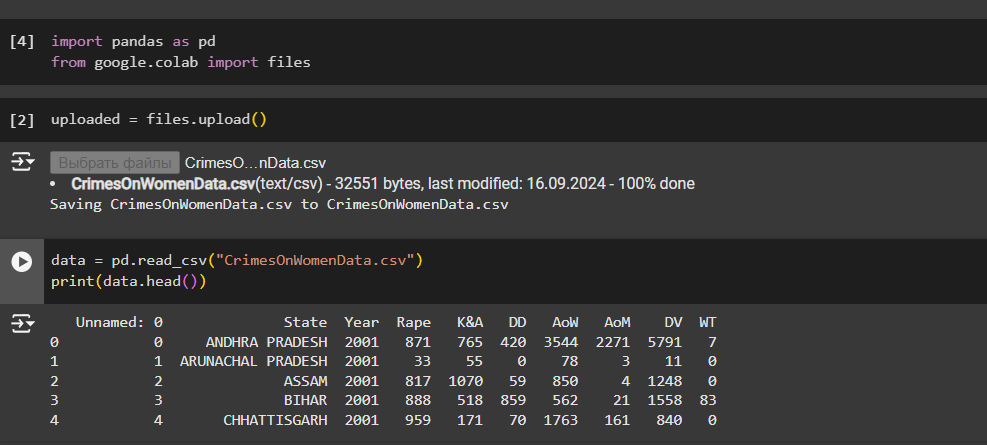 [4] import pandas as pd
from google.colab import files
[2] uploaded = files.upload()
Выбрать файлы CrimesO...nData.csv
• CrimesOnWomenData.csv(text/csv) - 32551 bytes, last modified: 16.09.2024 - 100% done
Saving CrimesOnWomenData.csv to CrimesOnWomenData.csv
data = pd.read_csv("CrimesOnWomenData.csv")
print(data.head())
Unnamed: 0 State Year Rape K&A DD AoW AoM DV WT
0 0 ANDHRA PRADESH 2001 871 765 420 3544 2271 5791 7
1 1 ARUNACHAL PRADESH 2001 33 55 0 78 3 11 0
2 2 ASSAM 2001 817 1070 59 850 4 1248 0
3 3 BIHAR 2001 888 518 859 562 21 1558 83
4 4 CHHATTISGARH 2001 959 171 70 1763 161 840 0